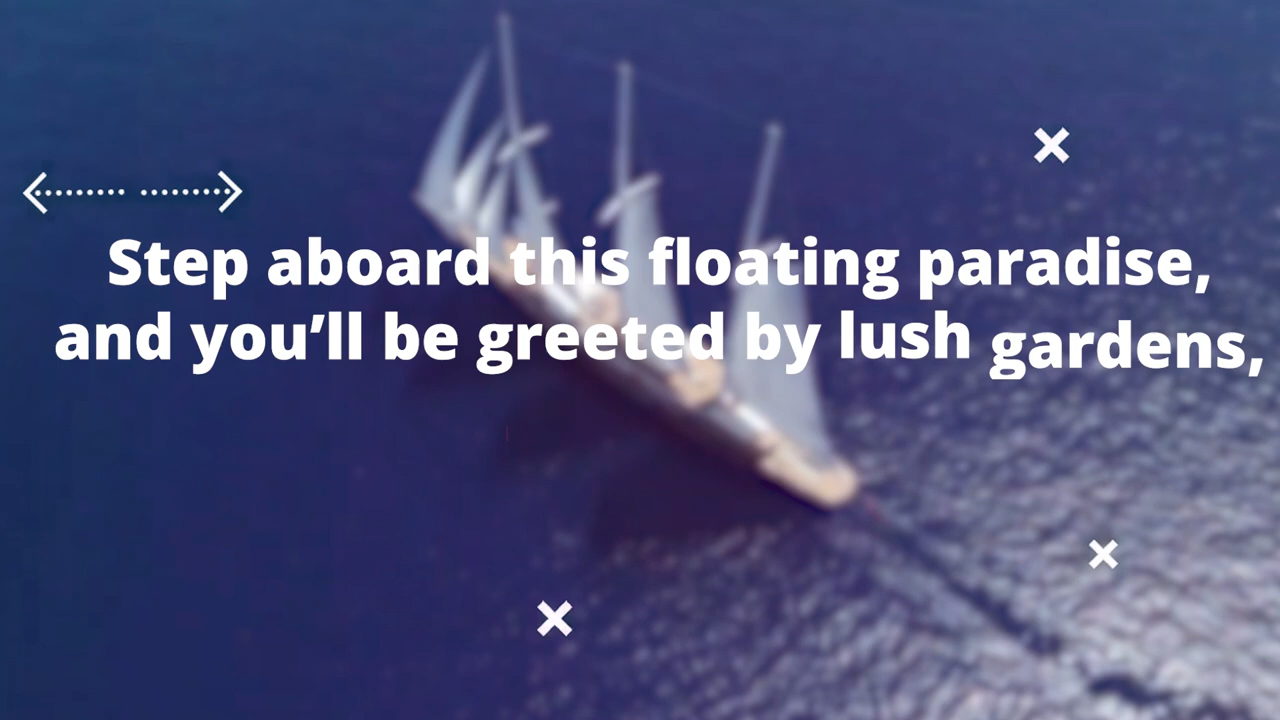 Step aboard this floating paradise,
and you’ll be greeted by lush gardens,